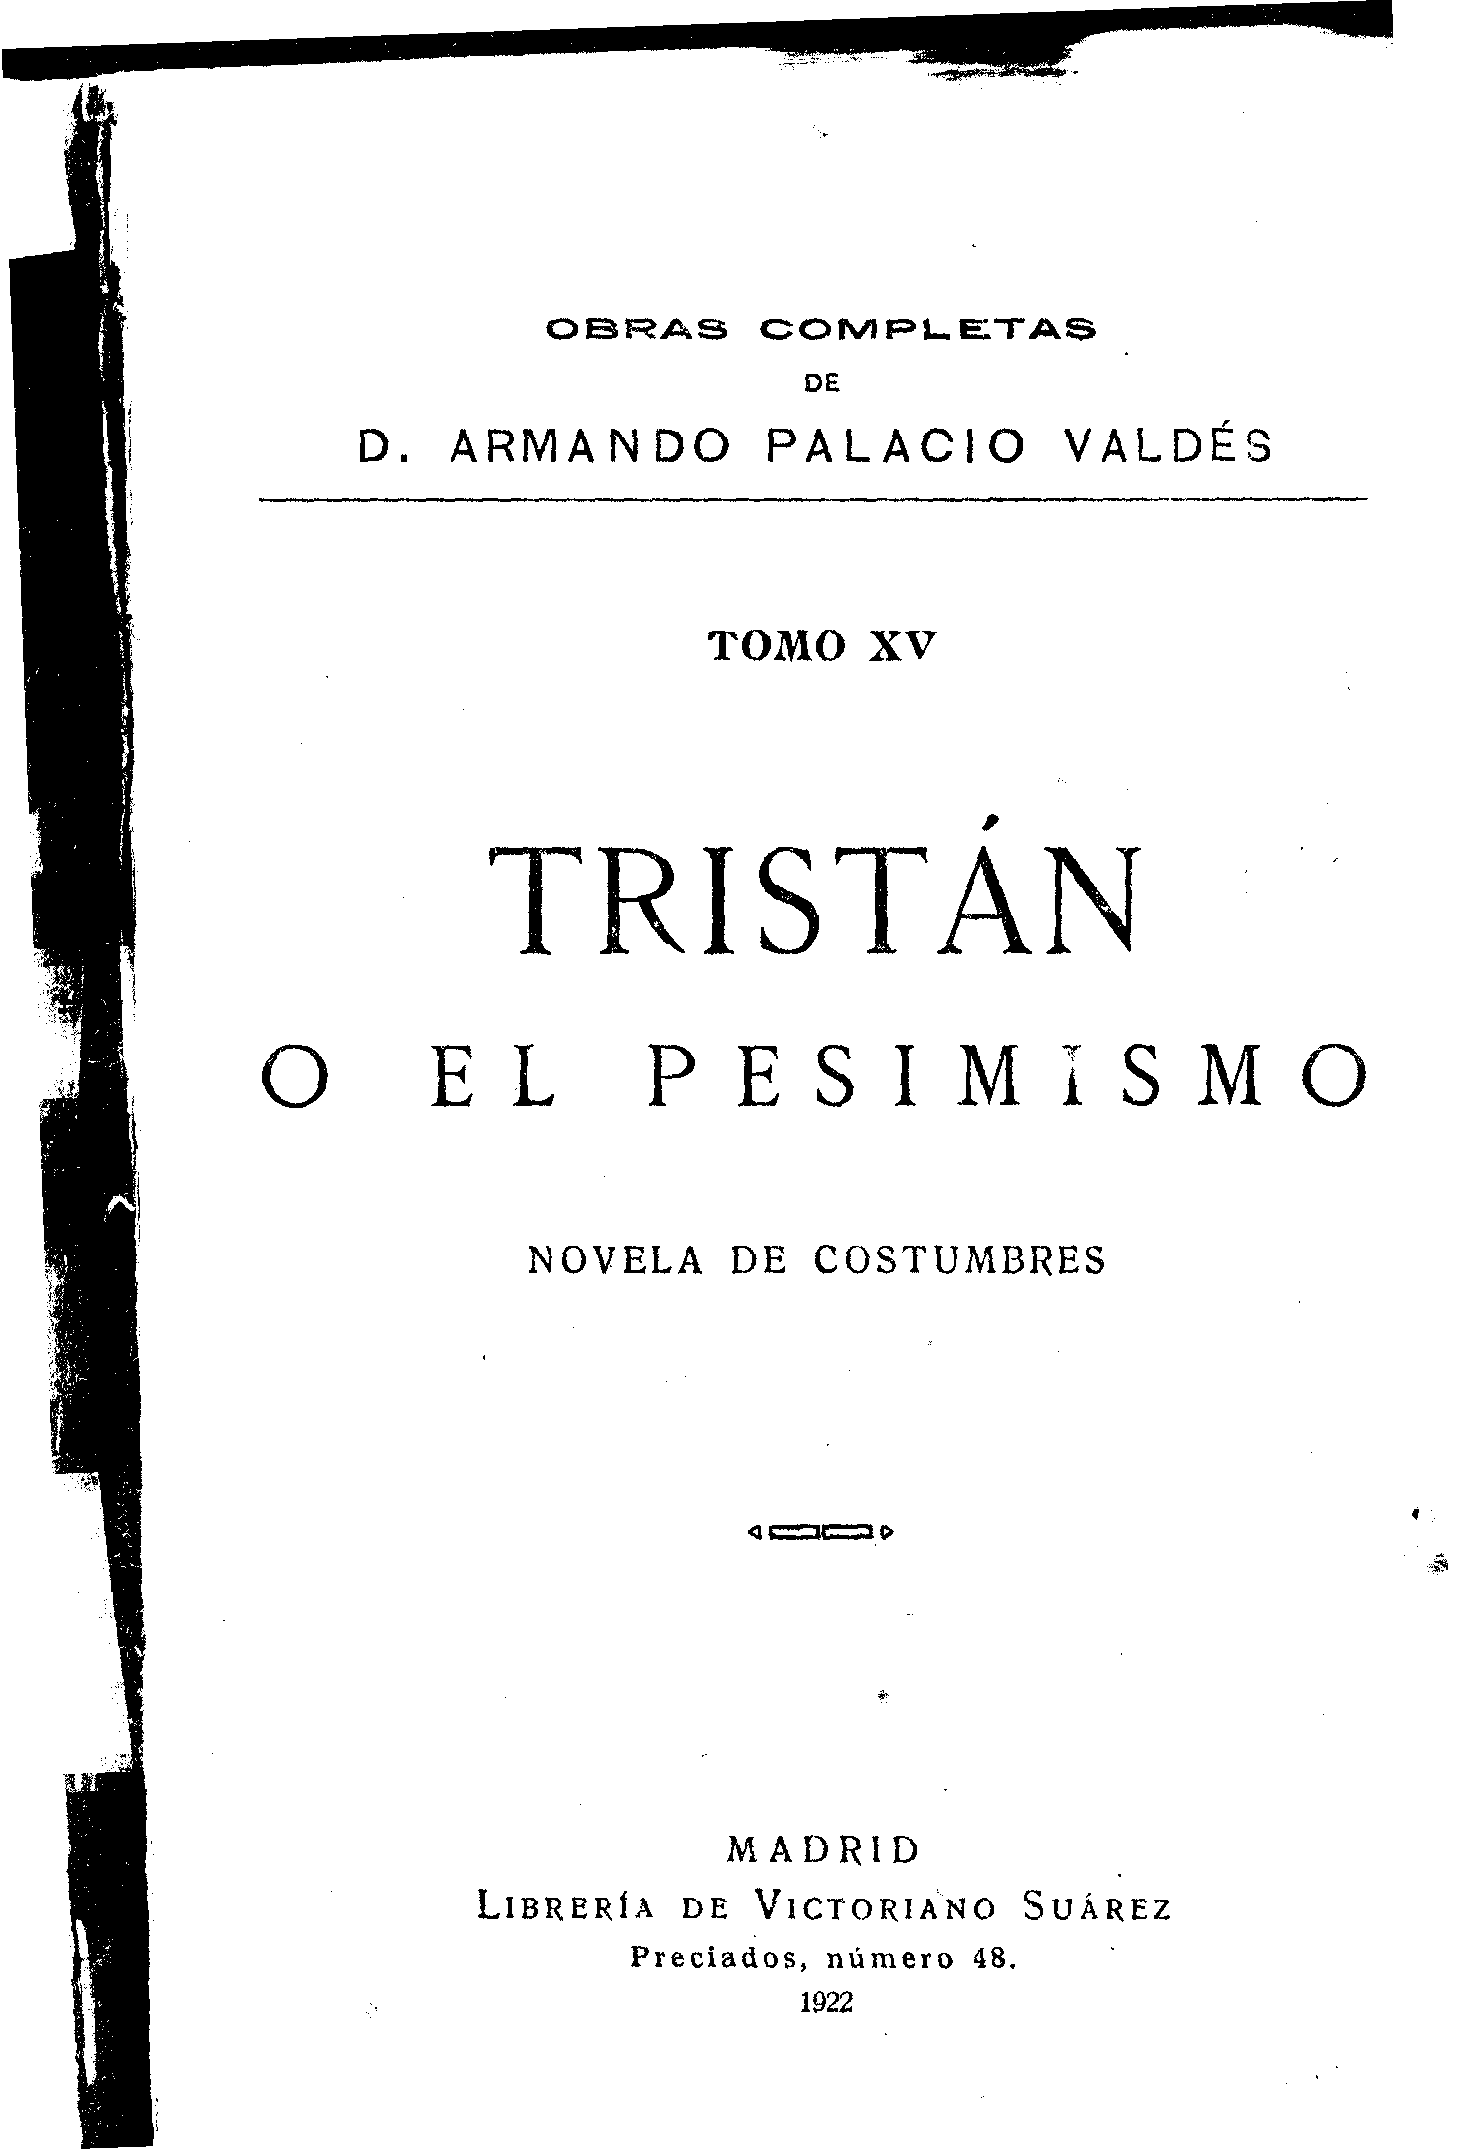 OBRAS COMPLETAS
DE
D. ARMANDO PALACIO VALDÉS
TOMO XV
TRISTÁN
O EL PESIMISMO
NOVELA DE COSTUMBRES
MADRID
LIBRERÍA DE VICTORIANO SUÁREZ
Preciados, número 48.
1922